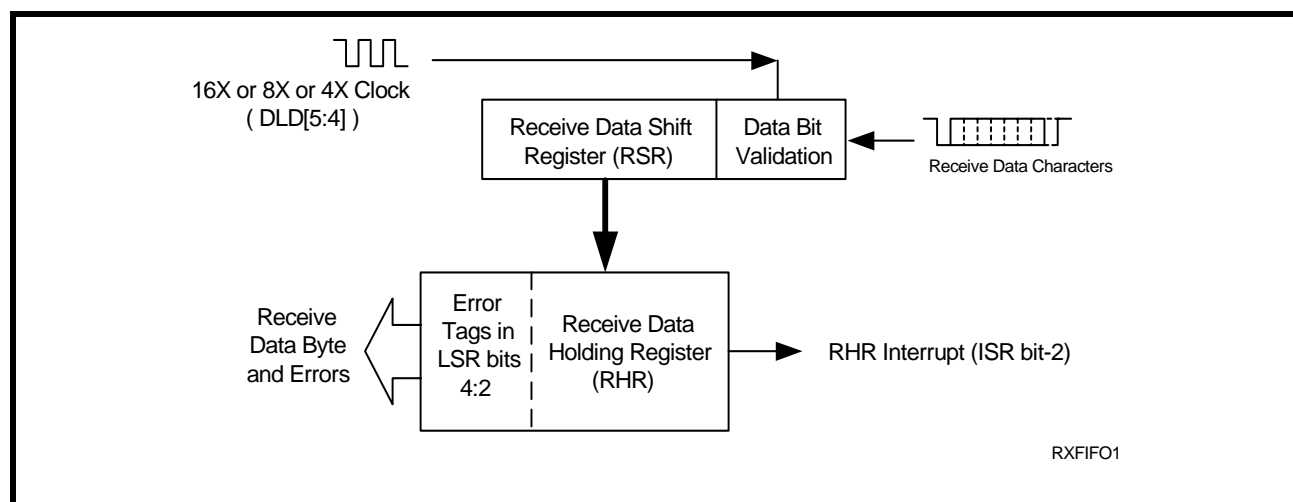 16X or 8X or 4X Clock
( DLD[5:4] )
Receive Data Shift
Register (RSR)
Data Bit
Validation
Receive Data Characters
Receive
Data Byte
and Errors
Error
Tags in
LSR bits
4:2
Receive Data
Holding Register
(RHR)
RHR Interrupt (ISR bit-2)
RXFIFO1